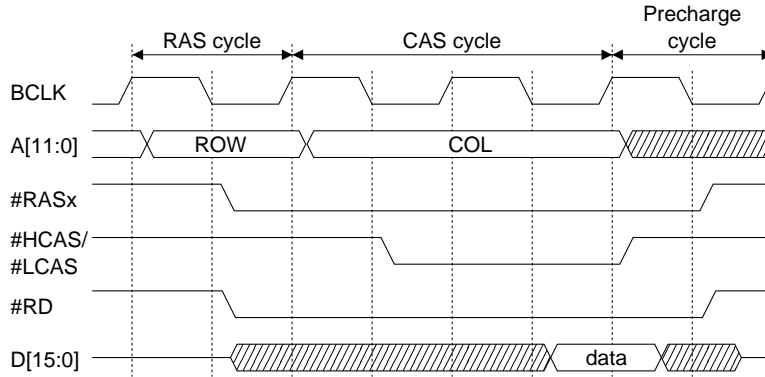 Precharge
RAS cycle CAS cycle cycle
BCLK
A[11:0] ROW COL
#RASx
#HCAS/
#LCAS
#RD
D[15:0] data